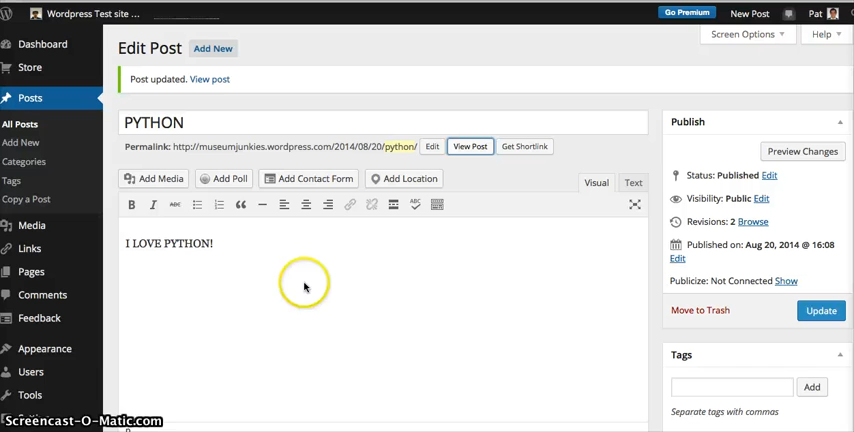 Wordpress Test site ...
Go Premium
New Post
Pat
Dashboard
Store
Posts
All Posts
Add New
Categories
Tags
Copy a Post
Media
Links
Pages
Comments
Feedback
Appearance
Users
Tools
Edit Post
Add New
Screen Options
Help
Post updated. View post
PYTHON
Permalink: http://museumjunkies.wordpress.com/2014/08/20/python/
Edit
View Post
Get Shortlink
Add Media
Add Poll
Add Contact Form
Add Location
Visual
Text
B I ABC
ABC
I LOVE PYTHON!
Publish
Preview Changes
Status: Published Edit
Visibility: Public Edit
Revisions: 2 Browse
Published on: Aug 20, 2014 @ 16:08
Edit
Publicize: Not Connected Show
Move to Trash
Update
Tags
Add
Separate tags with commas
Screencast-O-Matic.com